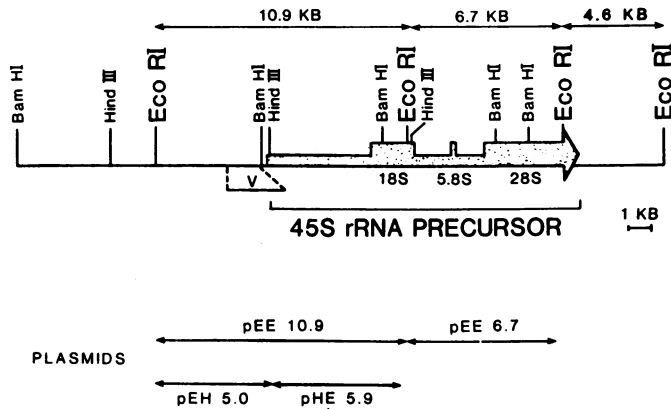 10.9 KB
6.7 KB
4.6 KB
Bam HI
Hind III
Eco RI
Bam HI
Hind III
Bam HI
Eco RI
Hind III
Bam HI
Bam HI
Eco RI
Eco RI
V
18S
5.8S
28S
45S rRNA PRECURSOR
1 KB
pEE 10.9
pEE 6.7
PLASMIDS
pEH 5.0
pHE 5.9